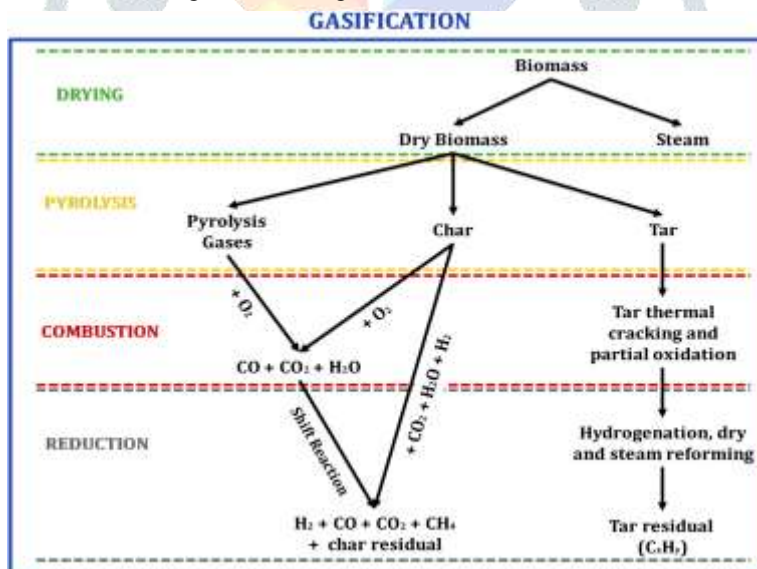 GASIFICATION
Biomass
DRYING
Dry Biomass
Steam
PYROLYSIS
Pyrolysis
Gases
Char
Tar
+ O₂
+ O₂
COMBUSTION
Tar thermal
cracking and
partial oxidation
CO + CO₂ + H₂O
+ CO₂ + H₂O + H₂
REDUCTION
Shift Reaction
Hydrogenation, dry
and steam reforming
H₂ + CO + CO₂ + CH₄
+ char residual
Tar residual
(CₓHᵧ)